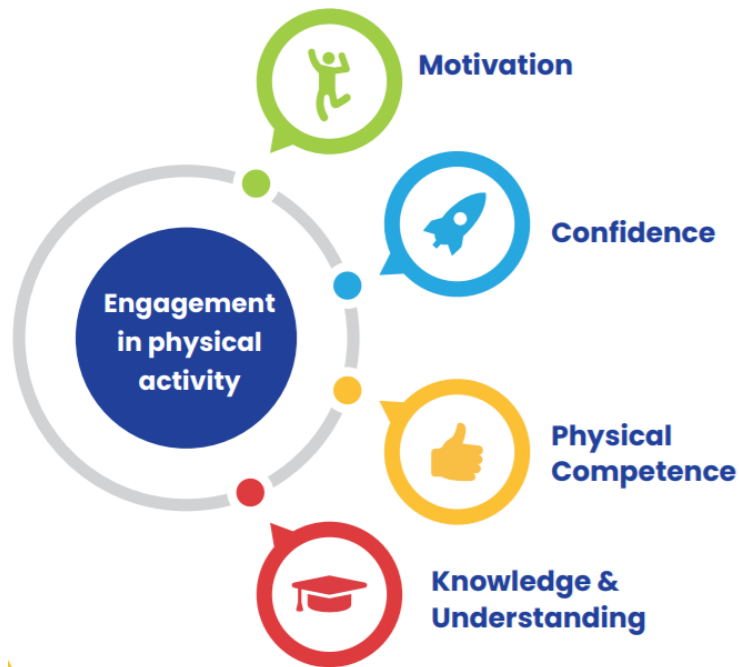 Motivation
Confidence
Engagement
in physical
activity
Physical
Competence
Knowledge &
Understanding